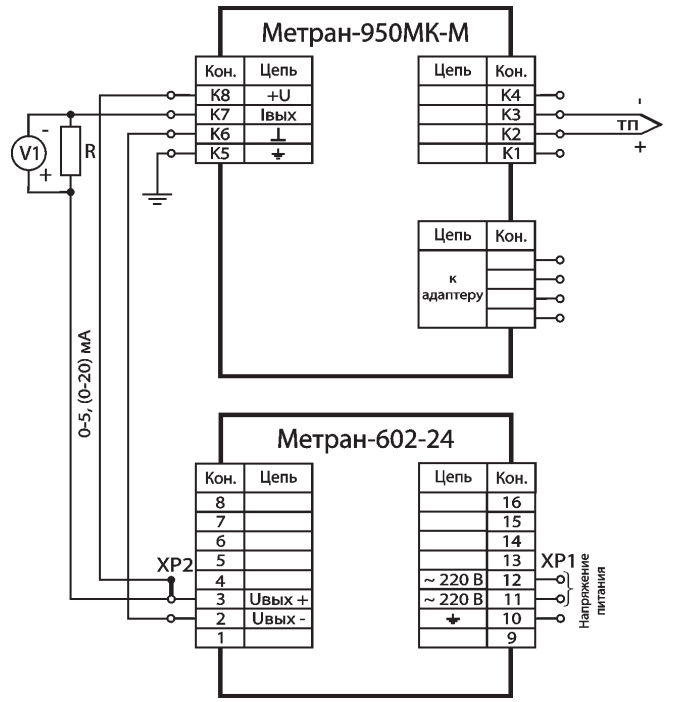 Метран-950МК-М
Кон. Цепь
K8 +U
K7 Iвых
K6
K5
Цепь Кон.
K4
K3
K2
K1
-
ТП
+
-
V1
+
R
Цепь Кон.
к
адаптеру
0-5, (0-20) мА
Метран-602-24
Кон. Цепь
8
7
6
5
4
3 Uвых +
2 Uвых -
1
XP2
Цепь Кон.
16
15
14
13
~ 220 В 12
~ 220 В 11
10
9
XP1
Напряжение
питания